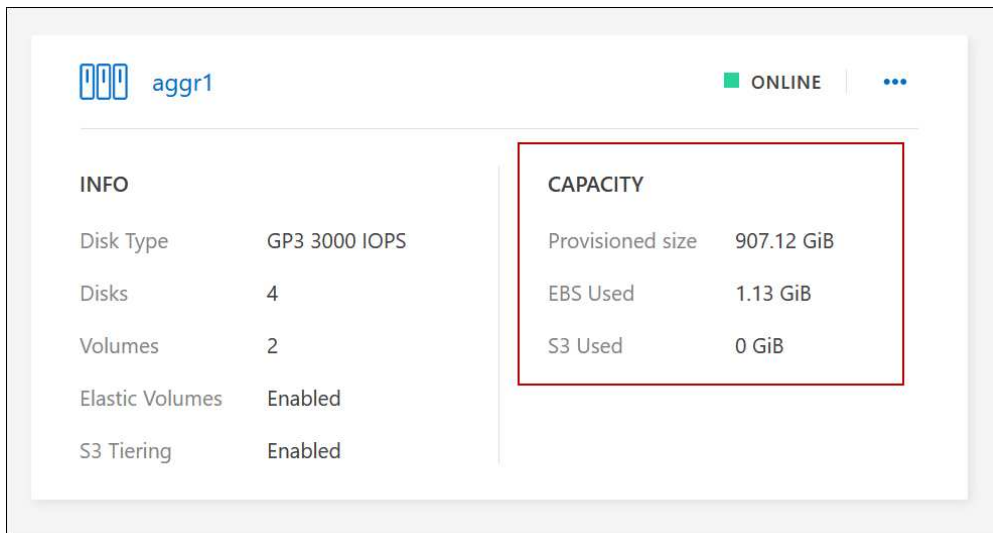 aggr1
ONLINE
INFO
Disk Type GP3 3000 IOPS
Disks 4
Volumes 2
Elastic Volumes Enabled
S3 Tiering Enabled
CAPACITY
Provisioned size 907.12 GiB
EBS Used 1.13 GiB
S3 Used 0 GiB